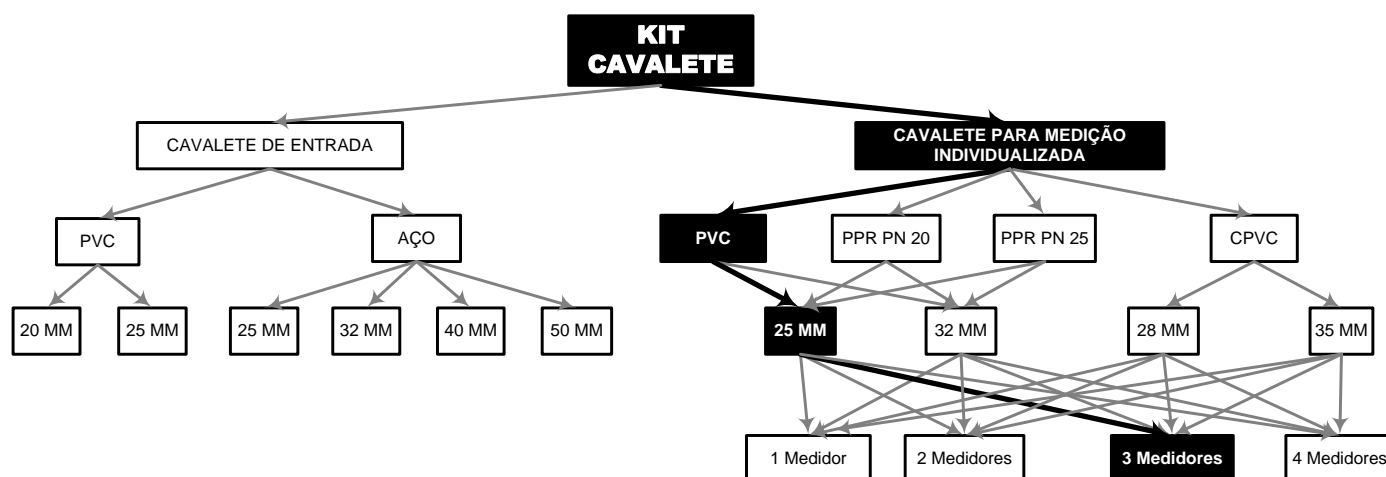 KIT
CAVALETE
CAVALETE DE ENTRADA
CAVALETE PARA MEDIÇÃO
INDIVIDUALIZADA
PVC
AÇO
PVC
PPR PN 20
PPR PN 25
CPVC
20 MM
25 MM
25 MM
32 MM
40 MM
50 MM
25 MM
32 MM
28 MM
35 MM
1 Medidor
2 Medidores
3 Medidores
4 Medidores